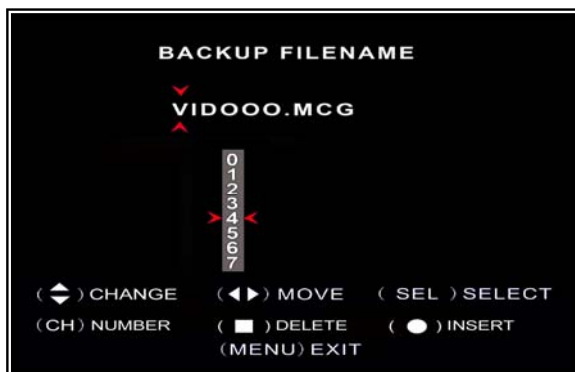 BACKUP FILENAME
VIDOOO.MCG
0
1
2
3
4
5
6
7
( ) CHANGE ( ) MOVE ( SEL ) SELECT
(CH) NUMBER ( ) DELETE ( ) INSERT
(MENU) EXIT